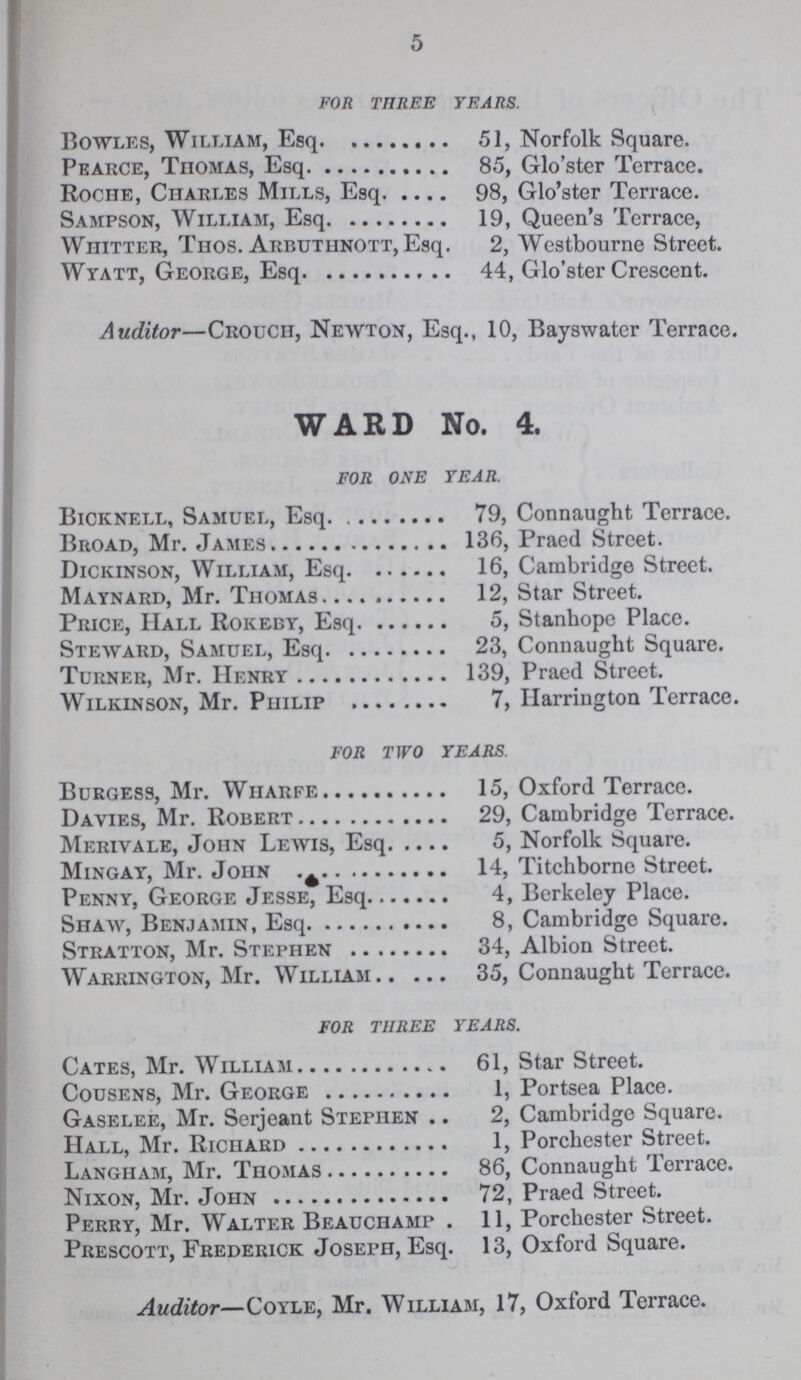 5
FOR THREE YEARS.
BOWLES, WILLIAM, Esq. ......... 51, Norfolk Square.
PEARCE, THOMAS, Esq. .......... 85, Glo'ster Terrace.
ROCHE, CHARLES MILLS, Esq. .... 98, Glo'ster Terrace.
SAMPSON, WILLIAM, Esq. ........ 19, Queen's Terrace,
WHITTER, THOS. ARBUTHNOTT, Esq. 2, Westbourne Street.
WYATT, GEORGE, Esq. .......... 44, Glo'ster Crescent.
Auditor—CROUCH, NEWTON, Esq., 10, Bayswater Terrace.
WARD No. 4.
FOR ONE YEAR.
BICKNELL, SAMUEL, Esq. ......... 79, Connaught Terrace.
BROAD, Mr. JAMES.............. 136, Praed Street.
DICKINSON, WILLIAM, Esq. ...... 16, Cambridge Street.
MAYNARD, Mr. THOMAS........... 12, Star Street.
PRICE, HALL ROKEBY, Esq. ...... 5, Stanhope Place.
STEWARD, SAMUEL, Esq. ........ 23, Connaught Square.
TURNER, Mr. HENRY ............ 139, Praed Street.
WILKINSON, Mr. PHILIP ........ 7, Harrington Terrace.
FOR TWO YEARS.
BURGESS, Mr. WHARFE........... 15, Oxford Terrace.
DAVIES, Mr. ROBERT............. 29, Cambridge Terrace.
MERIVALE, JOHN LEWIS, Esq. .... 5, Norfolk Square.
MINGAY, Mr. JOHN ............ 14, Titchborne Street.
PENNY, GEORGE JESSE, Esq....... 4, Berkeley Place.
SHAW, BENJAMIN, Esq. .......... 8, Cambridge Square.
STRATTON, Mr. STEPHEN ........ 34, Albion Street.
WARRINGTON, Mr. WILLIAM.. ... 35, Connaught Terrace.
FOR THREE YEARS.
CATES, Mr. WILLIAM............. 61, Star Street.
COUSENS, Mr. GEORGE .......... 1, Portsea Place.
GASELEE, Mr. Serjeant STEPHEN .. 2, Cambridge Square.
HALL, Mr. RICHARD ............ 1, Porchester Street.
LANGHAM, Mr. THOMAS.......... 86, Connaught Terrace.
NIXON, Mr. JOHN .............. 72, Praed Street.
PERRY, Mr. WALTER BEAUCHAMP . 11, Porchester Street.
PRESCOTT, FREDERICK JOSEPH, Esq. 13, Oxford Square.
Auditor—COYLE, Mr. WILLIAM, 17, Oxford Terrace.